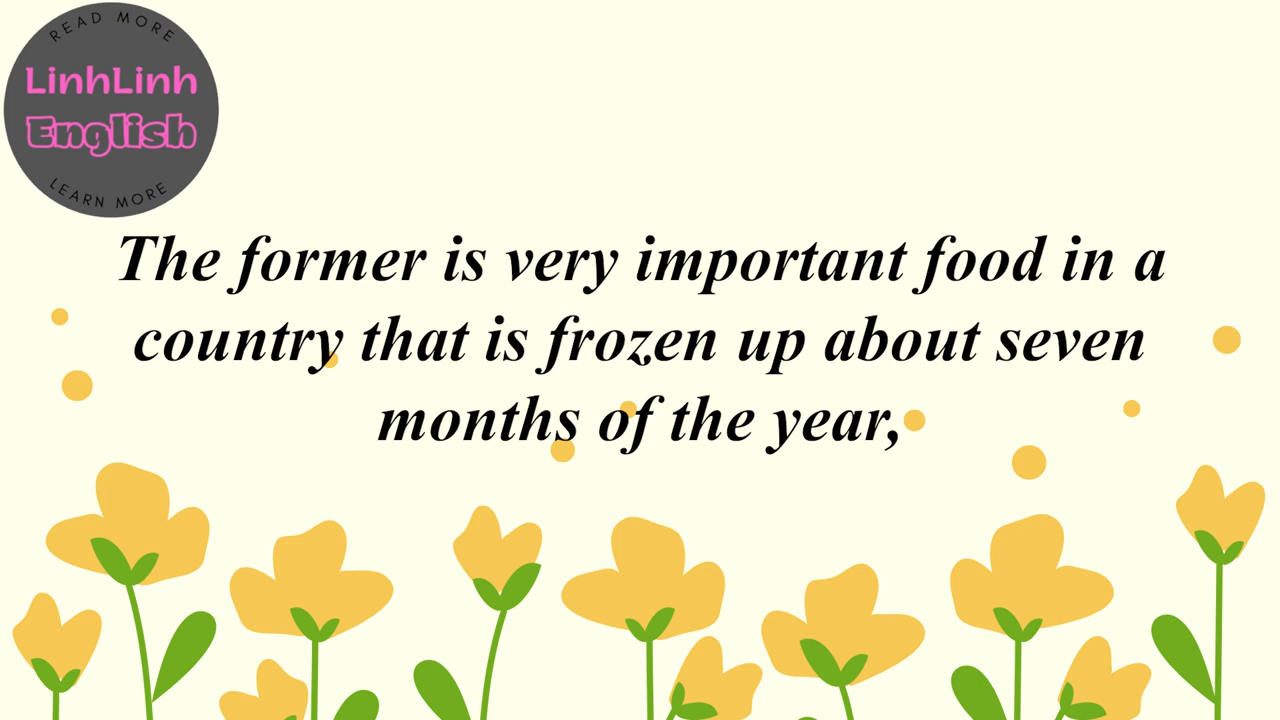 READ MORE
LinhLinh
English
LEARN MORE
The former is very important food in a
country that is frozen up about seven
months of the year,